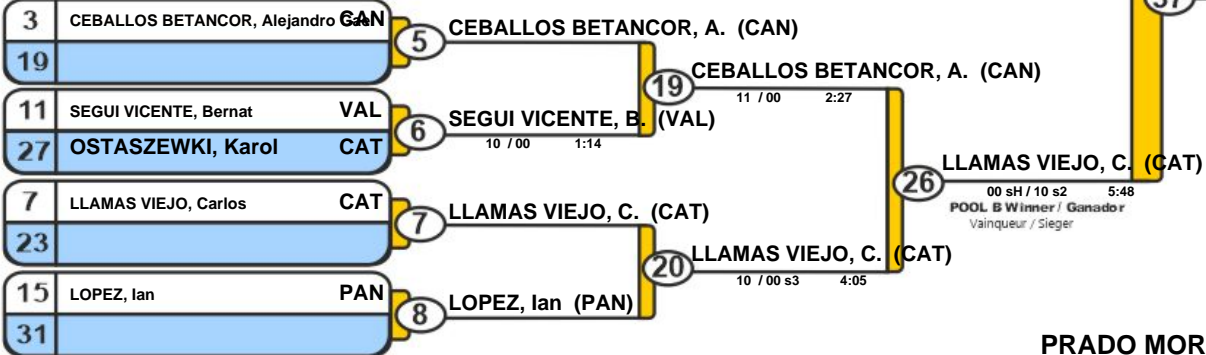 37
3 CEBALLOS BETANCOR, Alejandro Gael CAN
19
5 CEBALLOS BETANCOR, A. (CAN)
19 CEBALLOS BETANCOR, A. (CAN)
11 / 00 2:27
11 SEGUI VICENTE, Bernat VAL
27 OSTASZEWKI, Karol CAT
6 SEGUI VICENTE, B. (VAL)
10 / 00 1:14
26 LLAMAS VIEJO, C. (CAT)
00 sH / 10 s2 5:48
POOL B Winner / Ganador
Vainqueur / Sieger
7 LLAMAS VIEJO, Carlos CAT
23
7 LLAMAS VIEJO, C. (CAT)
20 LLAMAS VIEJO, C. (CAT)
10 / 00 s3 4:05
15 LOPEZ, Ian PAN
31
8 LOPEZ, Ian (PAN)
PRADO MOR